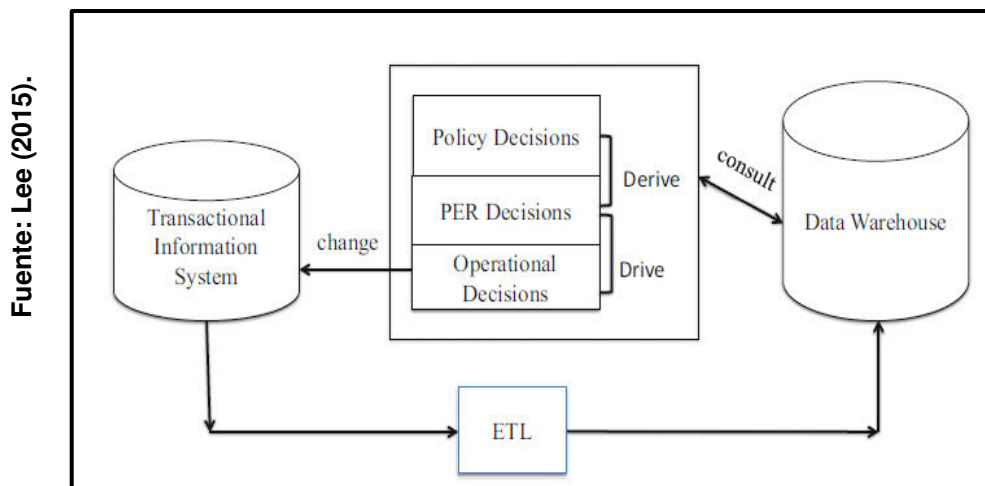 Fuente: Lee (2015).
Policy Decisions
Derive
PER Decisions
Operational
Decisions
Drive
change
consult
Transactional
Information
System
Data Warehouse
ETL